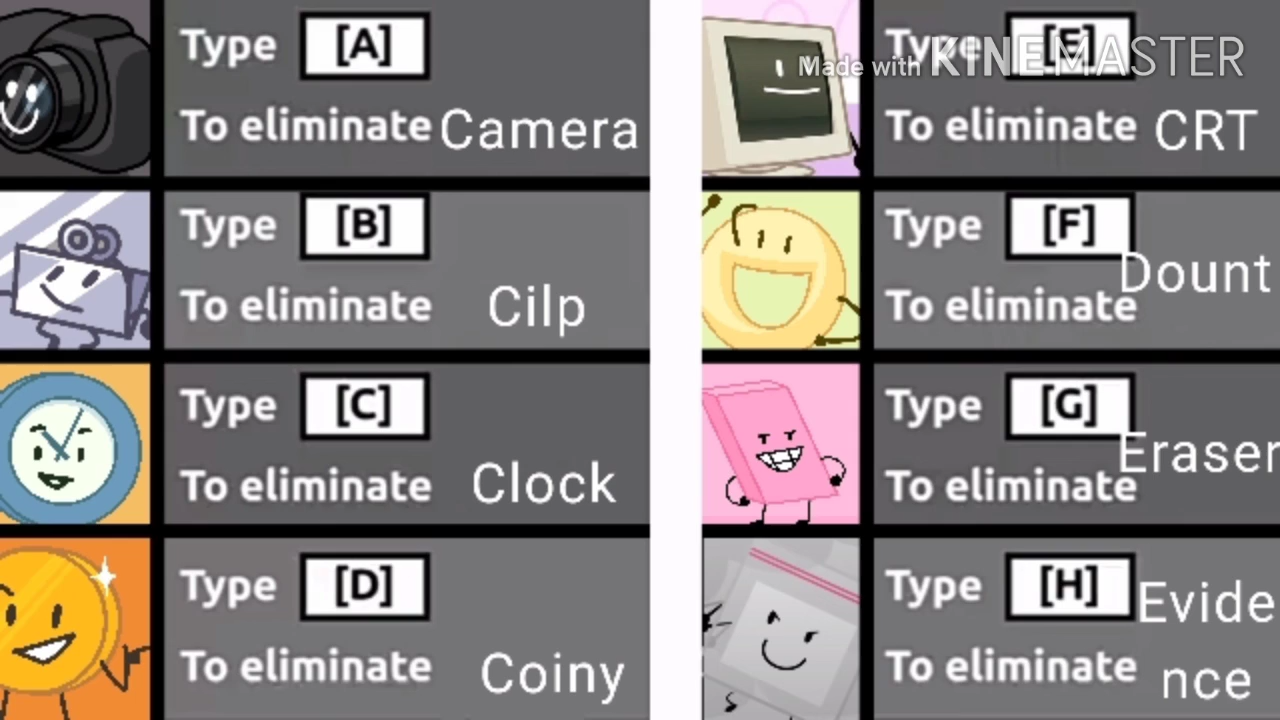 Type [A]
To eliminate Camera
Type [B]
To eliminate Cilp
Type [C]
To eliminate Clock
Type [D]
To eliminate Coiny
Type [E]
Made with KINEMASTER
To eliminate CRT
Type [F]
To eliminate Dount
Type [G]
To eliminate Eraser
Type [H]
To eliminate Evide
nce